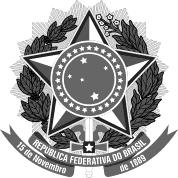 REPÚBLICA FEDERATIVA DO BRASIL
15 de Novembro de 1889